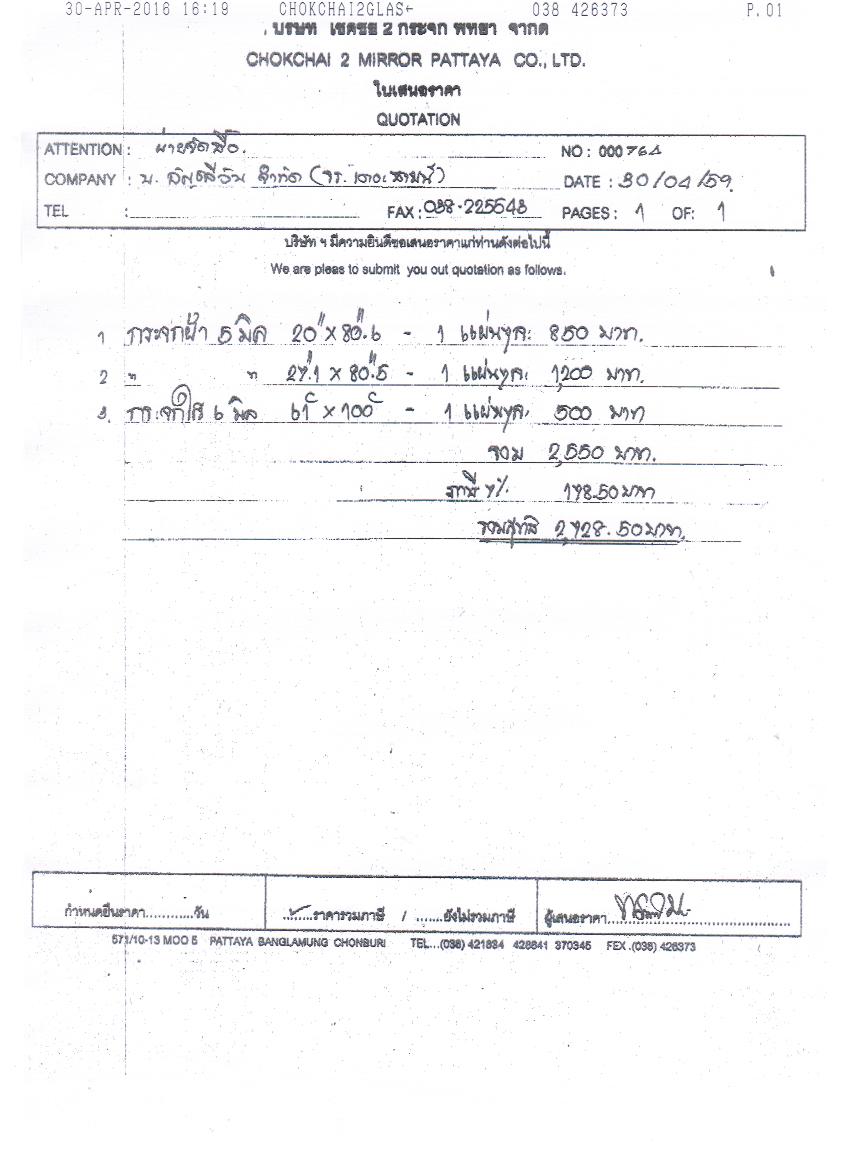 30-APR-2016 16:19 CHOKCHAI2GLAS← 038 426373 P.01
บริษัท โชคชัย 2 กระจก พัทยา จำกัด
CHOKCHAI 2 MIRROR PATTAYA CO., LTD.
ใบเสนอราคา
QUOTATION
ATTENTION : ฝ่ายจัดซื้อ. NO : 000764
COMPANY : บ. จำกัด DATE : 30/04/59.
TEL : FAX : 038-225543 PAGES : 1 OF: 1
บริษัท ฯ มีความยินดีขอเสนอราคาแก่ท่านดังต่อไปนี้
We are pleas to submit you out quotation as follows.
1 กระจกฝ้า 5 มิล 20" x 80".6 - 1 แผ่นๆละ 850 บาท.
2 " " 27".1 x 80".5 - 1 แผ่นๆละ 1,200 บาท.
3. กระจกใส 6 มิล 61 x 100 - 1 แผ่นๆละ 500 บาท
รวม 2,550 บาท.
ภาษี 7% 178.50 บาท
รวมสุทธิ 2,728.50 บาท.
กำหนดยืนราคา............วัน ..✓.....ราคารวมภาษี / .......ยังไม่รวมภาษี ผู้เสนอราคา
571/10-13 MOO 5 PATTAYA BANGLAMUNG CHONBURI TEL...(038) 421834 428841 370345 FEX.(038) 426373